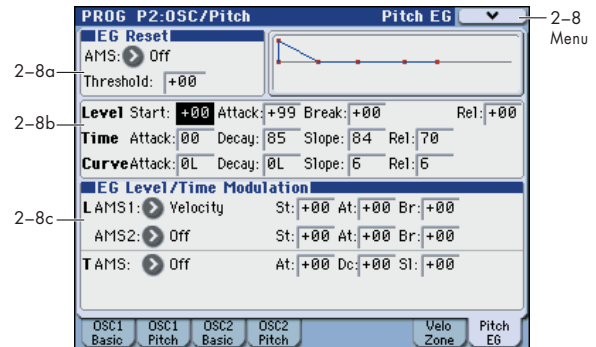 PROG P2:OSC/Pitch Pitch EG
2–8
Menu
EG Reset
AMS: Off
2–8a
Threshold: +00
2–8b
Level Start: +00 Attack: +99 Break: +00 Rel: +00
Time Attack: 00 Decay: 85 Slope: 84 Rel: 70
Curve Attack: 0L Decay: 0L Slope: 6 Rel: 6
EG Level/Time Modulation
2–8c
L AMS1: Velocity St: +00 At: +00 Br: +00
AMS2: Off St: +00 At: +00 Br: +00
T AMS: Off At: +00 Dc: +00 Sl: +00
OSC1 Basic OSC1 Pitch OSC2 Basic OSC2 Pitch Velo Zone Pitch EG